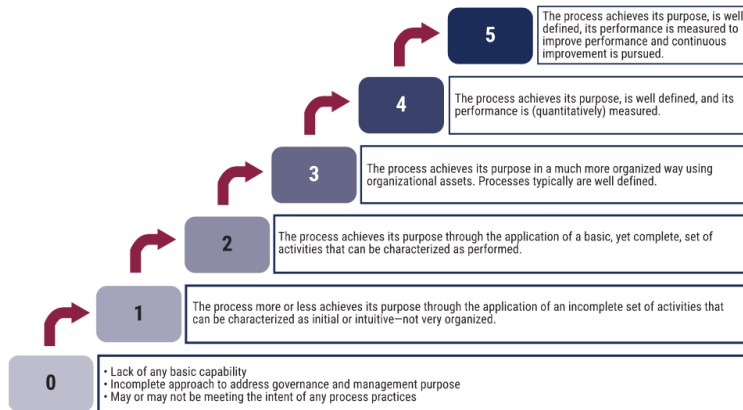 5
The process achieves its purpose, is well
defined, its performance is measured to
improve performance and continuous
improvement is pursued.
4
The process achieves its purpose, is well defined, and its
performance is (quantitatively) measured.
3
The process achieves its purpose in a much more organized way using
organizational assets. Processes typically are well defined.
2
The process achieves its purpose through the application of a basic, yet complete, set of
activities that can be characterized as performed.
1
The process more or less achieves its purpose through the application of an incomplete set of activities that
can be characterized as initial or intuitive—not very organized.
0
• Lack of any basic capability
• Incomplete approach to address governance and management purpose
• May or may not be meeting the intent of any process practices